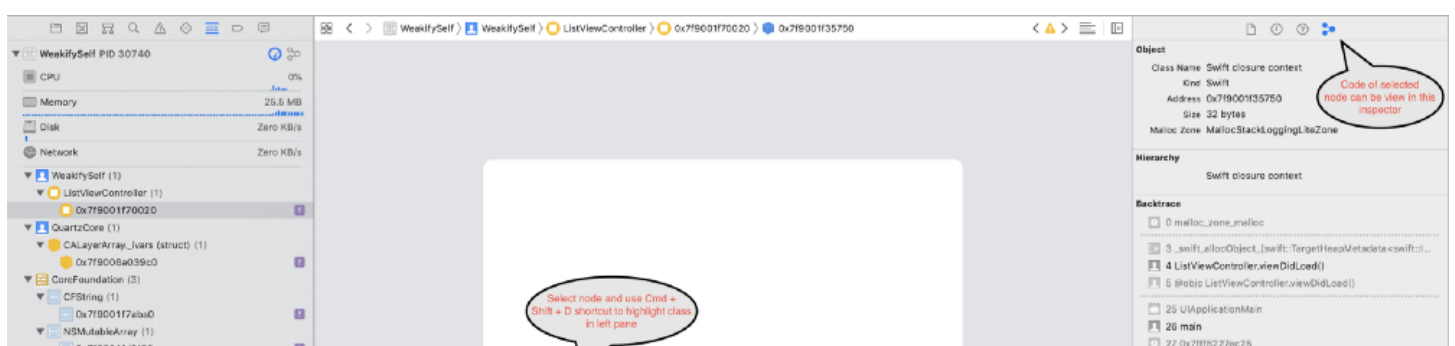 WeakifySelf 〉 WeakifySelf 〉 ListViewController 〉 0x7f9001f70020 〉 0x7f9001f35750
WeakifySelf PID 30740
CPU 0%
Memory 25.5 MB
Disk Zero KB/s
Network Zero KB/s
WeakifySelf (1)
ListViewController (1)
0x7f9001f70020
QuartzCore (1)
CALayerArray._ivars (struct) (1)
0x7f9006a039c0
CoreFoundation (3)
CFString (1)
0x7f9001f7aba0
NSMutableArray (1)
Select node and use Cmd +
Shift + D shortcut to highlight class
in left pane
Object
Class Name Swift closure context
Kind Swift
Address 0x7f9001f35750
Size 32 bytes
Malloc Zone MallocStackLoggingLiteZone
Code of selected
node can be view in this
inspector
Hierarchy
Swift closure context
Backtrace
0 malloc_zone_malloc
3 _swift_allocObject_(swift::TargetHeapMetadata<swift::I...
4 ListViewController.viewDidLoad()
5 @objc ListViewController.viewDidLoad()
25 UIApplicationMain
26 main